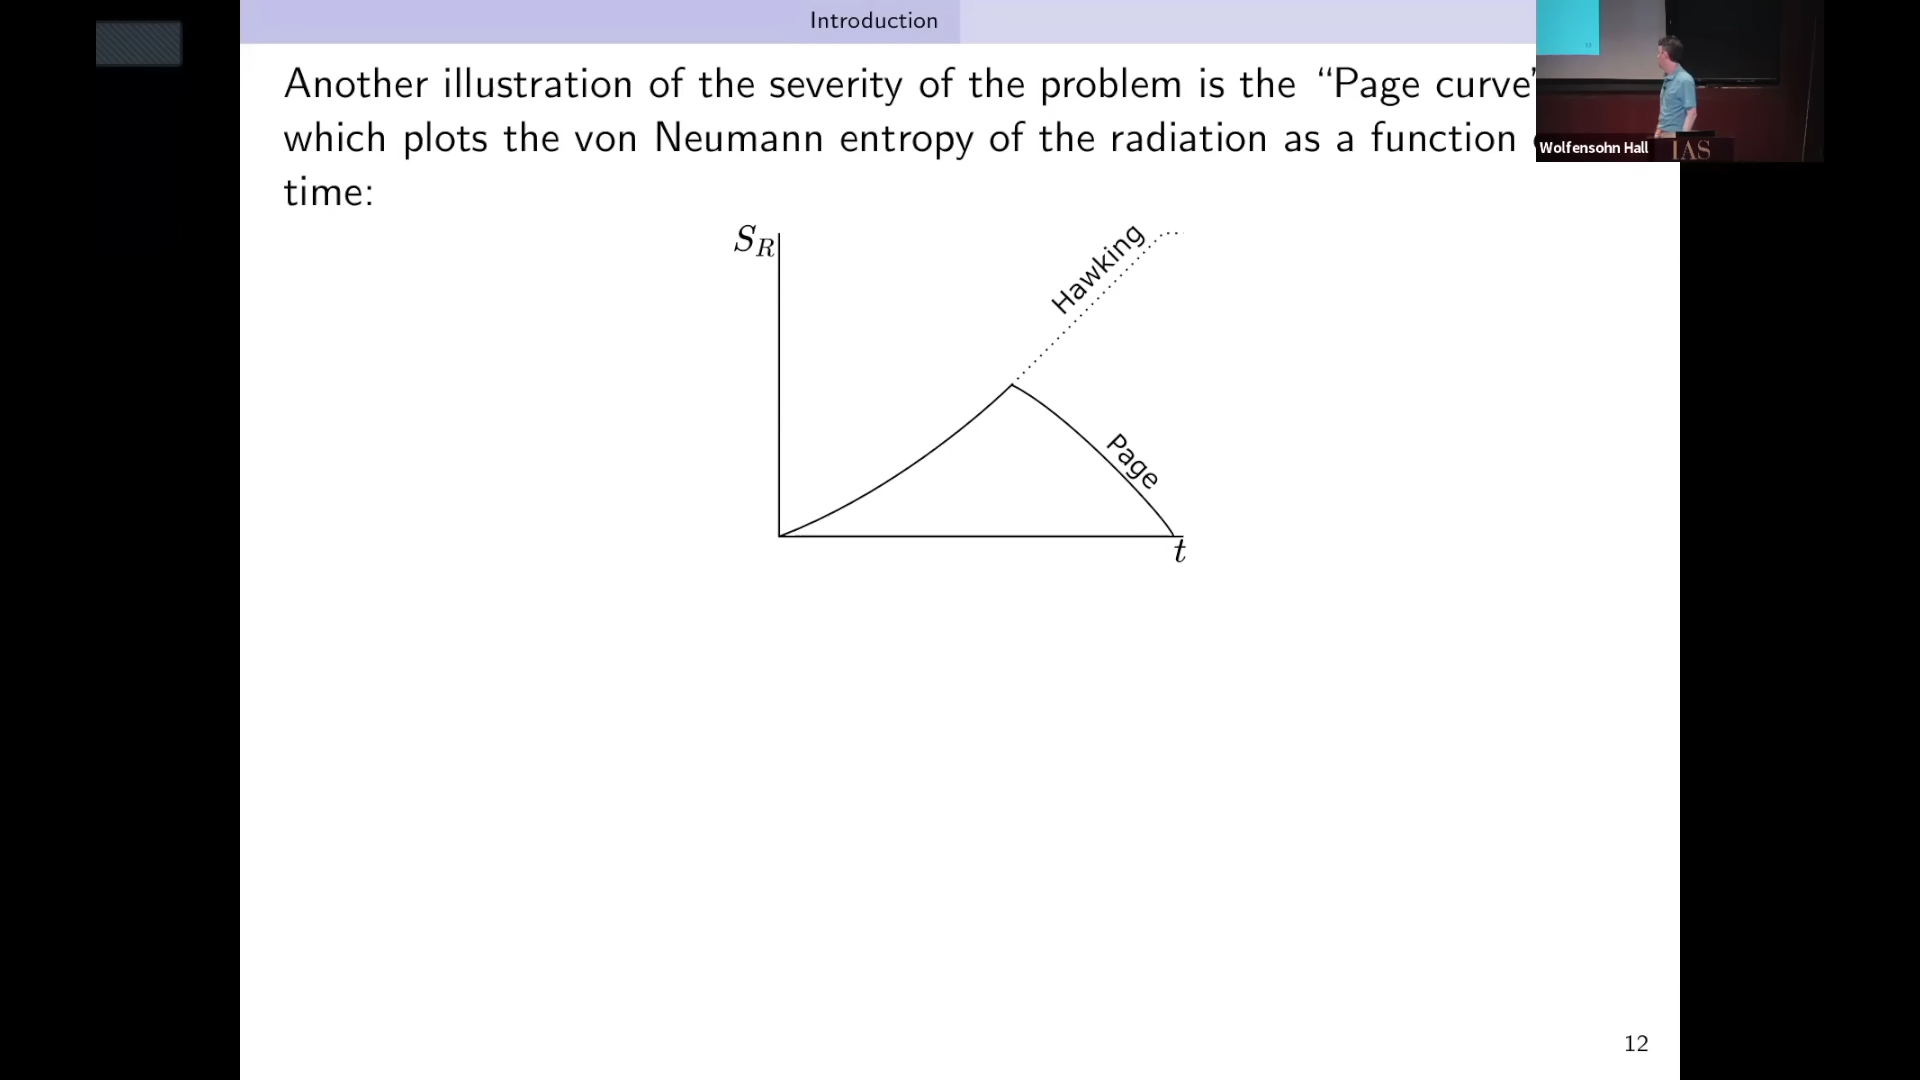 Introduction
Another illustration of the severity of the problem is the “Page curve”
which plots the von Neumann entropy of the radiation as a function
time:
S_R
Hawking
Page
t
Wolfensohn Hall
IAS
12